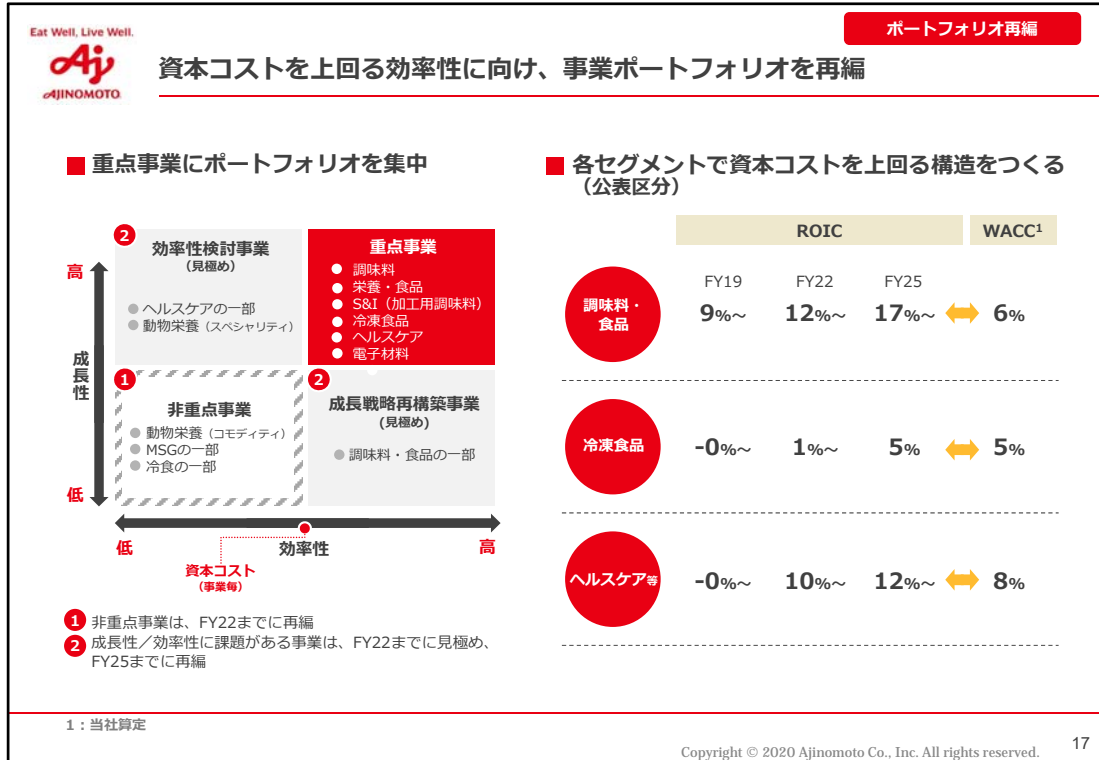 Eat Well, Live Well.
AJINOMOTO
ポートフォリオ再編
資本コストを上回る効率性に向け、事業ポートフォリオを再編
重点事業にポートフォリオを集中
高
成長性
低
2
効率性検討事業
(見極め)
ヘルスケアの一部
動物栄養（スペシャリティ）
重点事業
調味料
栄養・食品
S&I（加工用調味料）
冷凍食品
ヘルスケア
電子材料
1
非重点事業
動物栄養（コモディティ）
MSGの一部
冷食の一部
2
成長戦略再構築事業
(見極め)
調味料・食品の一部
低
効率性
高
資本コスト
(事業毎)
1 非重点事業は、FY22までに再編
2 成長性／効率性に課題がある事業は、FY22までに見極め、
FY25までに再編
各セグメントで資本コストを上回る構造をつくる
（公表区分）
ROIC WACC1
FY19 FY22 FY25
調味料・
食品
9%～ 12%～ 17%～ 6%
冷凍食品 -0%～ 1%～ 5% 5%
ヘルスケア等 -0%～ 10%～ 12%～ 8%
1：当社算定
Copyright © 2020 Ajinomoto Co., Inc. All rights reserved. 17